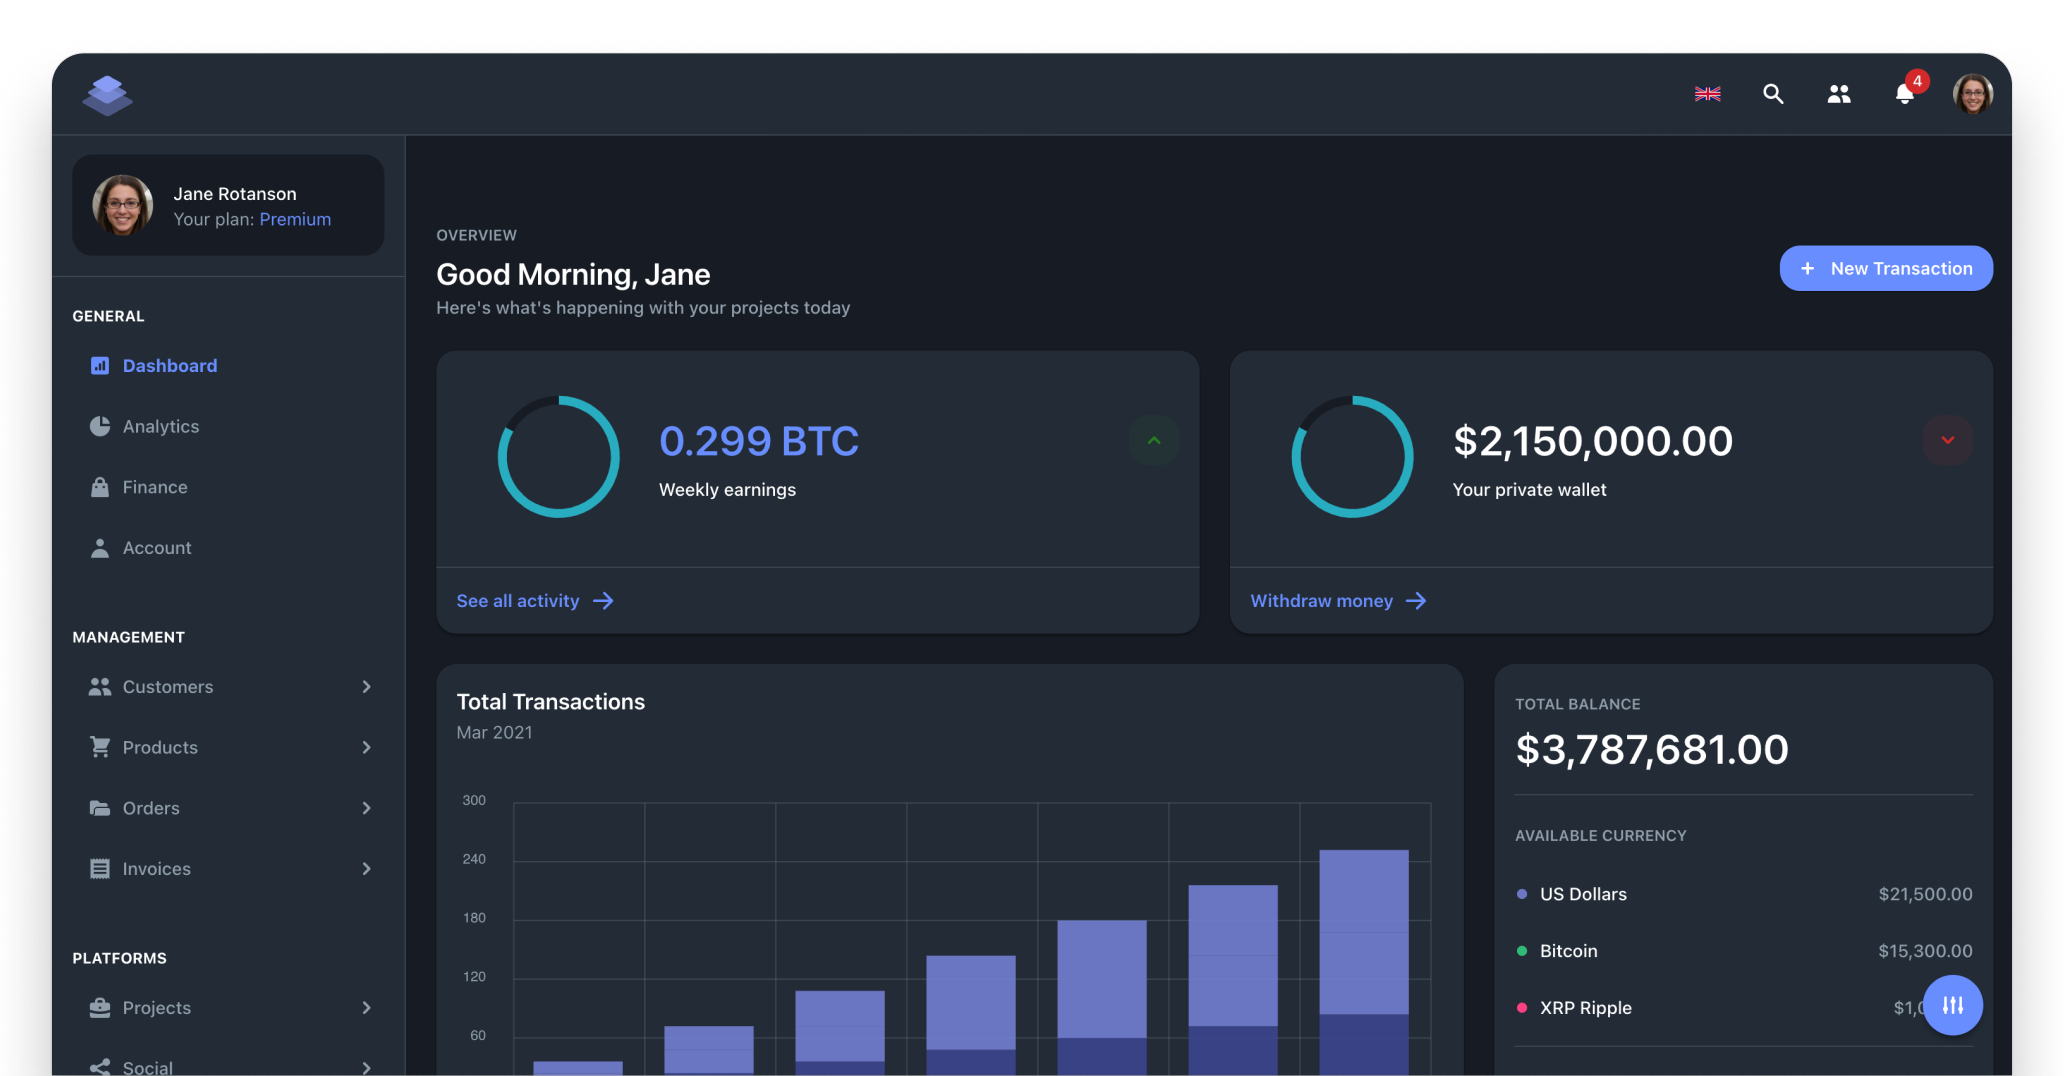 4
Jane Rotanson
Your plan: Premium
GENERAL
Dashboard
Analytics
Finance
Account
MANAGEMENT
Customers
Products
Orders
Invoices
PLATFORMS
Projects
Social
OVERVIEW
Good Morning, Jane
Here's what's happening with your projects today
+ New Transaction
0.299 BTC
Weekly earnings
See all activity
$2,150,000.00
Your private wallet
Withdraw money
Total Transactions
Mar 2021
300
240
180
120
60
TOTAL BALANCE
$3,787,681.00
AVAILABLE CURRENCY
US Dollars $21,500.00
Bitcoin $15,300.00
XRP Ripple